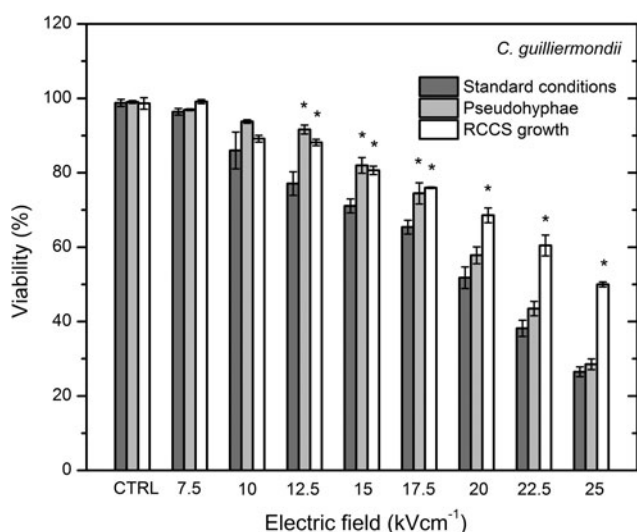 120
100
80
60
40
20
0
Viability (%)
C. guilliermondii
Standard conditions
Pseudohyphae
RCCS growth
* *
* *
* *
*
*
*
CTRL 7.5 10 12.5 15 17.5 20 22.5 25
Electric field (kVcm⁻¹)